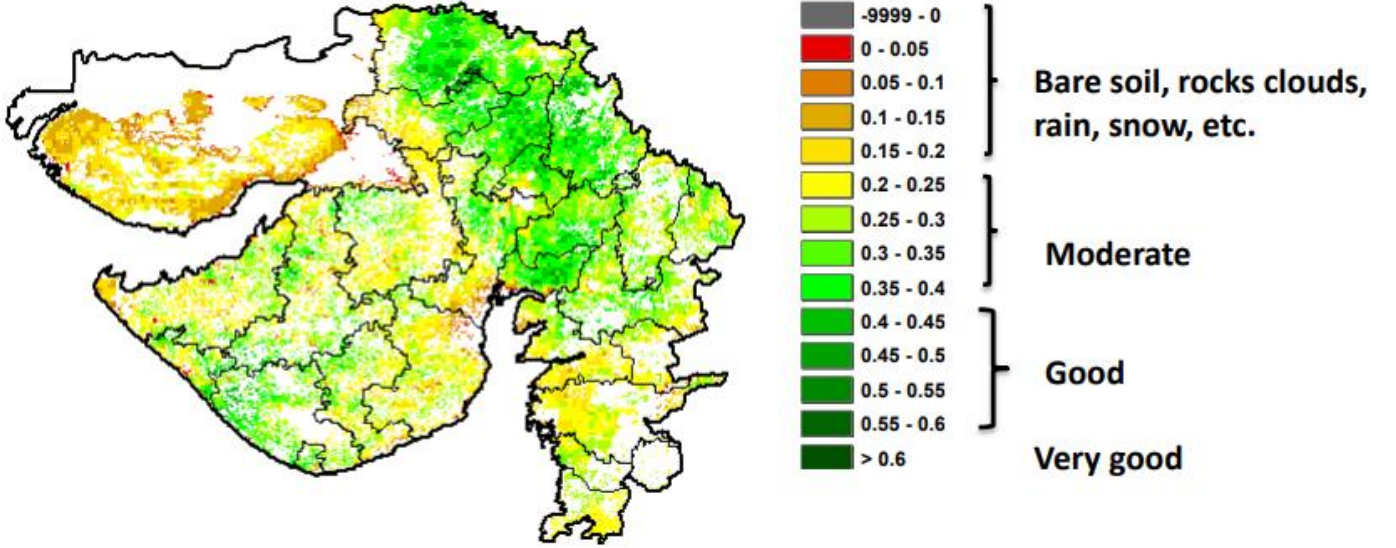 -9999 - 0
0 - 0.05
0.05 - 0.1
0.1 - 0.15
0.15 - 0.2
0.2 - 0.25
0.25 - 0.3
0.3 - 0.35
0.35 - 0.4
0.4 - 0.45
0.45 - 0.5
0.5 - 0.55
0.55 - 0.6
> 0.6
Bare soil, rocks clouds,
rain, snow, etc.
Moderate
Good
Very good